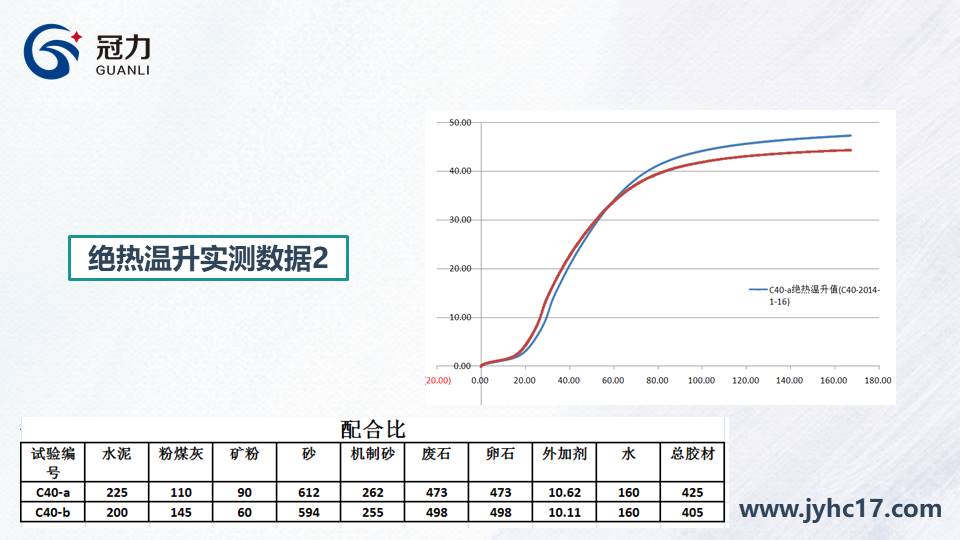 冠力
GUANLI
50.00
40.00
30.00
20.00
10.00
0.00
(20.00) 0.00 20.00 40.00 60.00 80.00 100.00 120.00 140.00 160.00 180.00
C40-a绝热温升值(C40-2014-
1-16)
绝热温升实测数据2
配合比
试验编号 水泥 粉煤灰 矿粉 砂 机制砂 废石 卵石 外加剂 水 总胶材
C40-a 225 110 90 612 262 473 473 10.62 160 425
C40-b 200 145 60 594 255 498 498 10.11 160 405
www.jyhc17.com